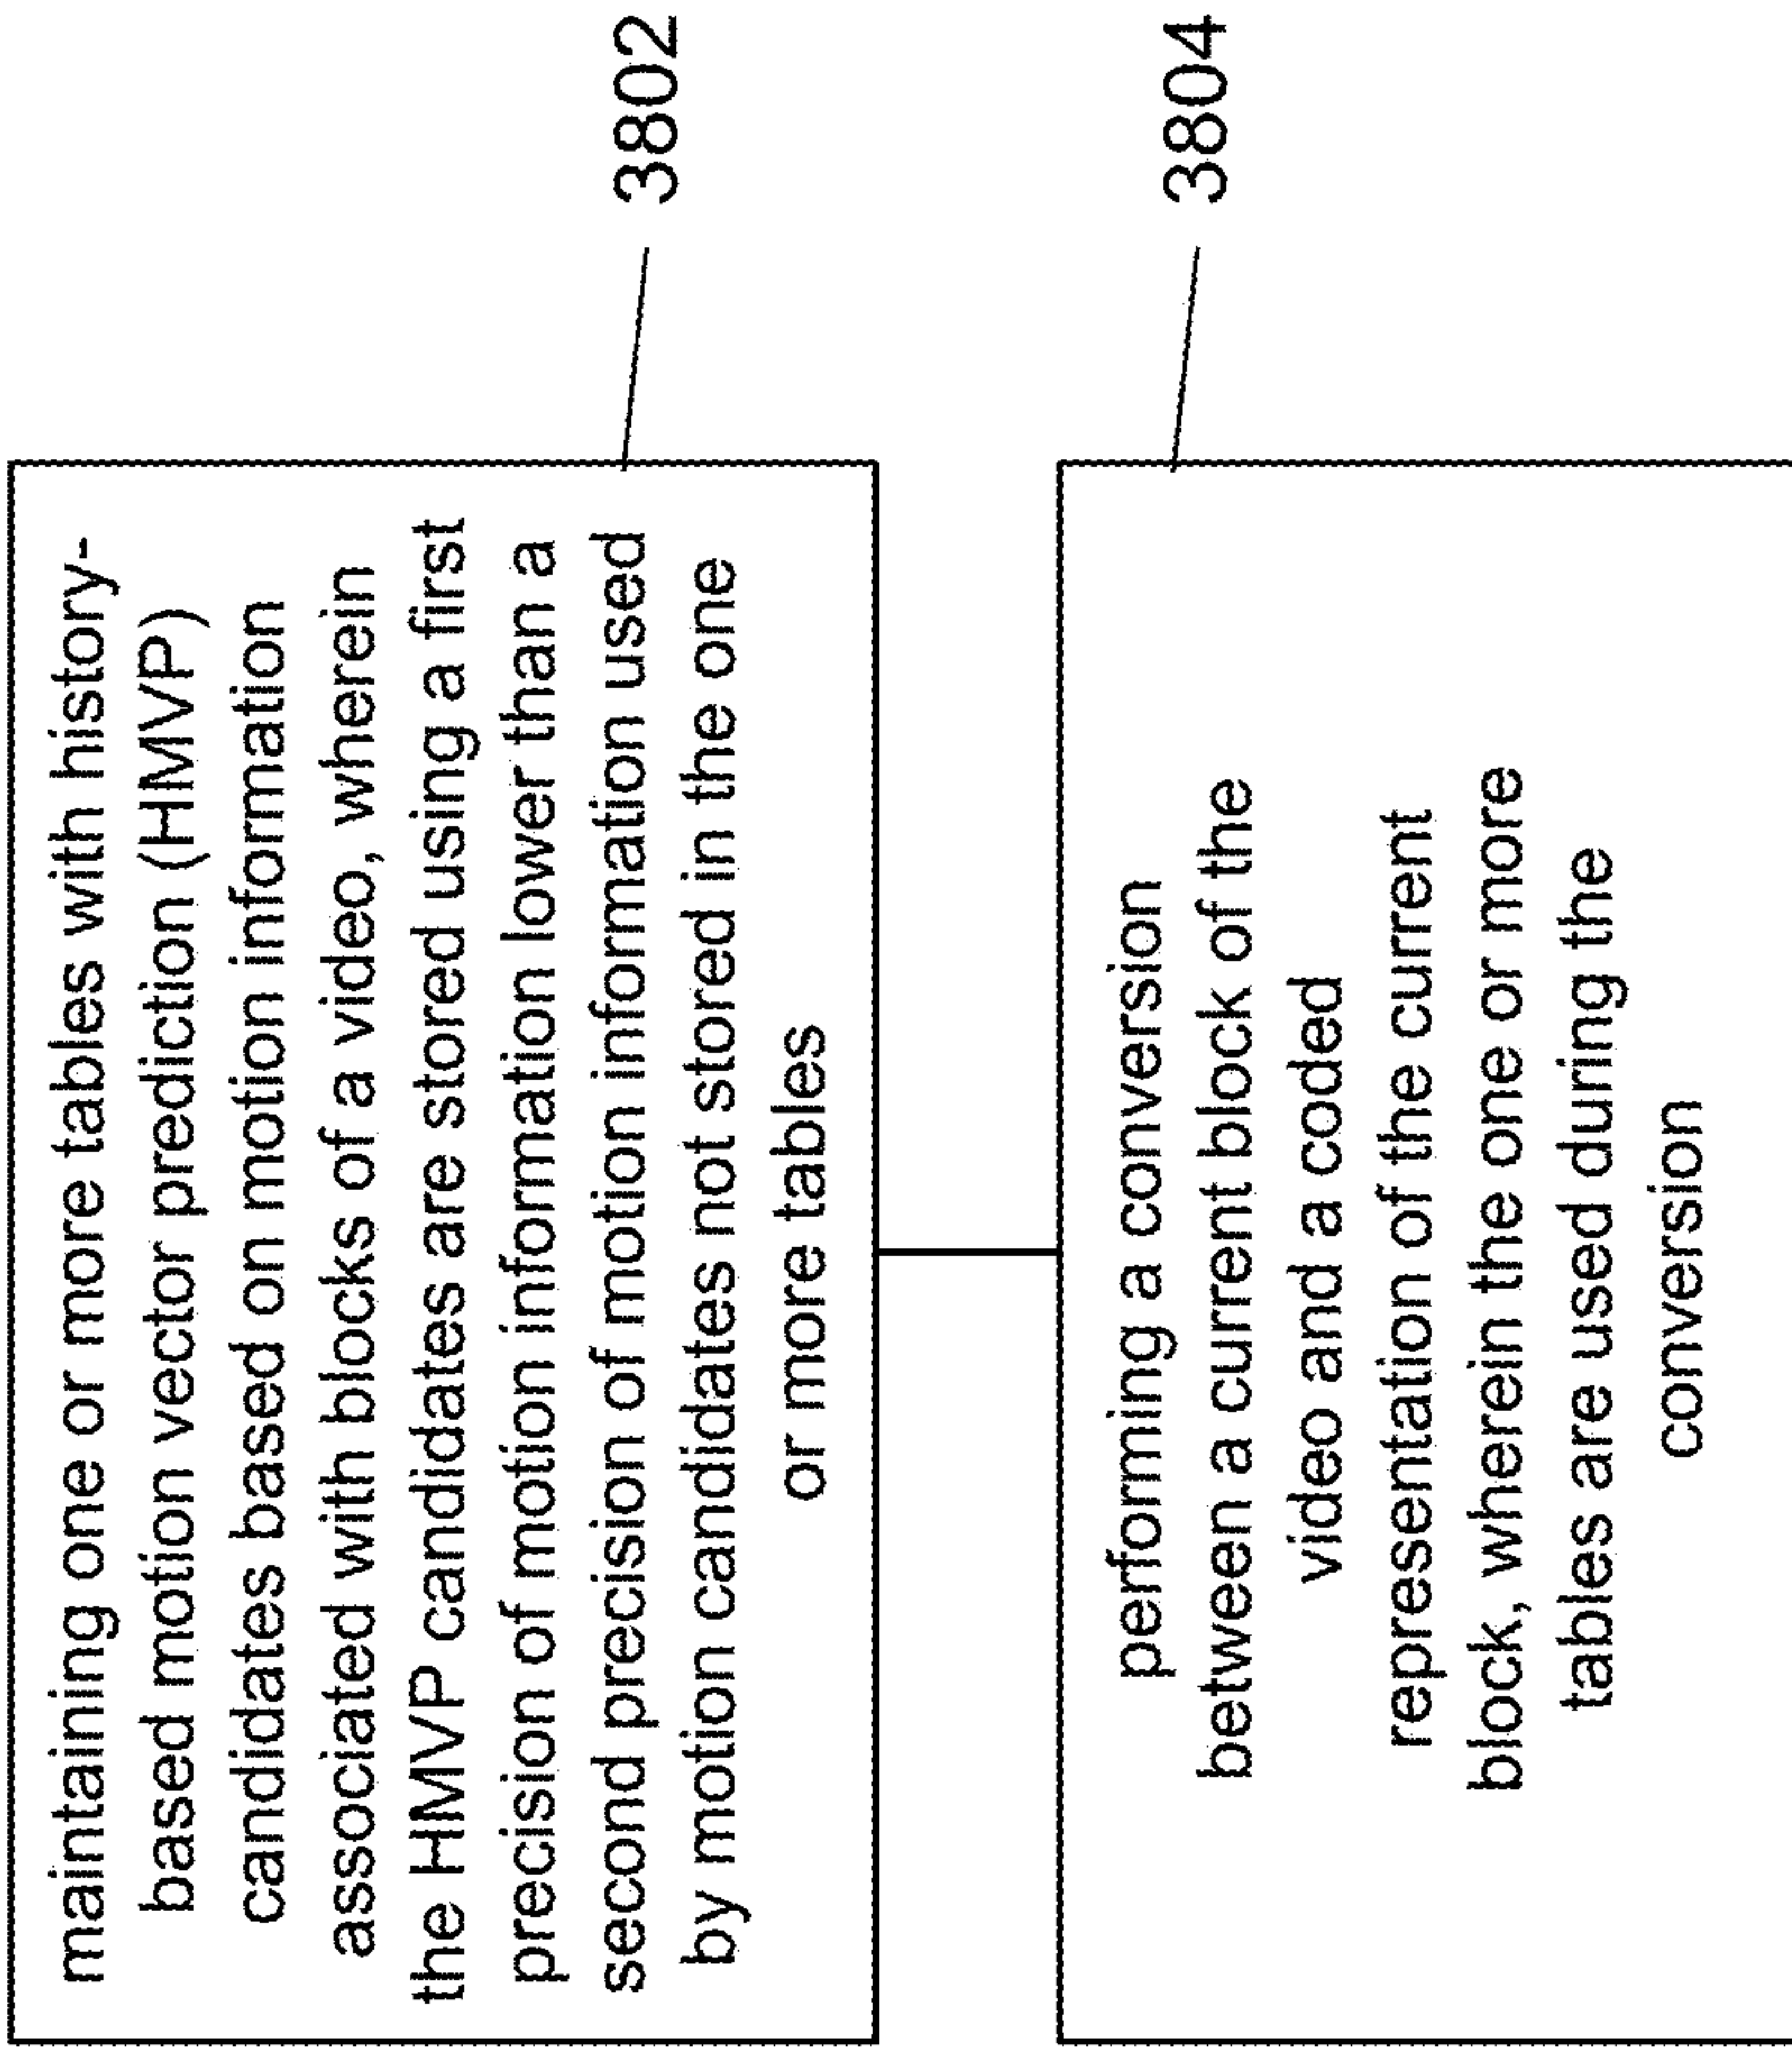 maintaining one or more tables with history-
based motion vector prediction (HMVP)
candidates based on motion information
associated with blocks of a video, wherein
the HMVP candidates are stored using a first
precision of motion information lower than a
second precision of motion information used
by motion candidates not stored in the one
or more tables
3802
performing a conversion
between a current block of the
video and a coded
representation of the current
block, wherein the one or more
tables are used during the
conversion
3804